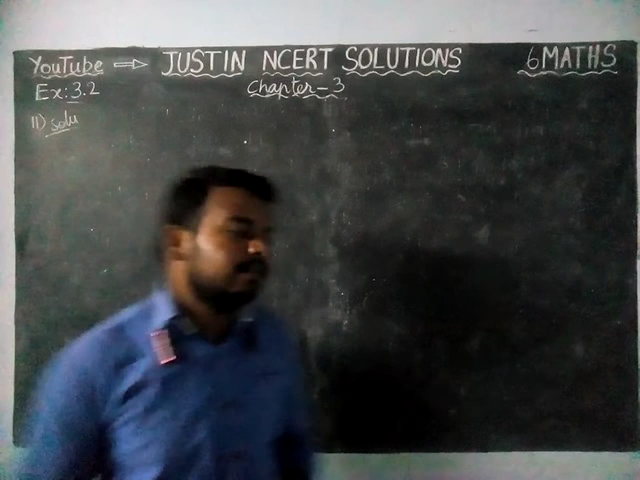 YouTube ⇒ JUSTIN NCERT SOLUTIONS 6MATHS
Ex: 3.2 Chapter-3
11) Solu